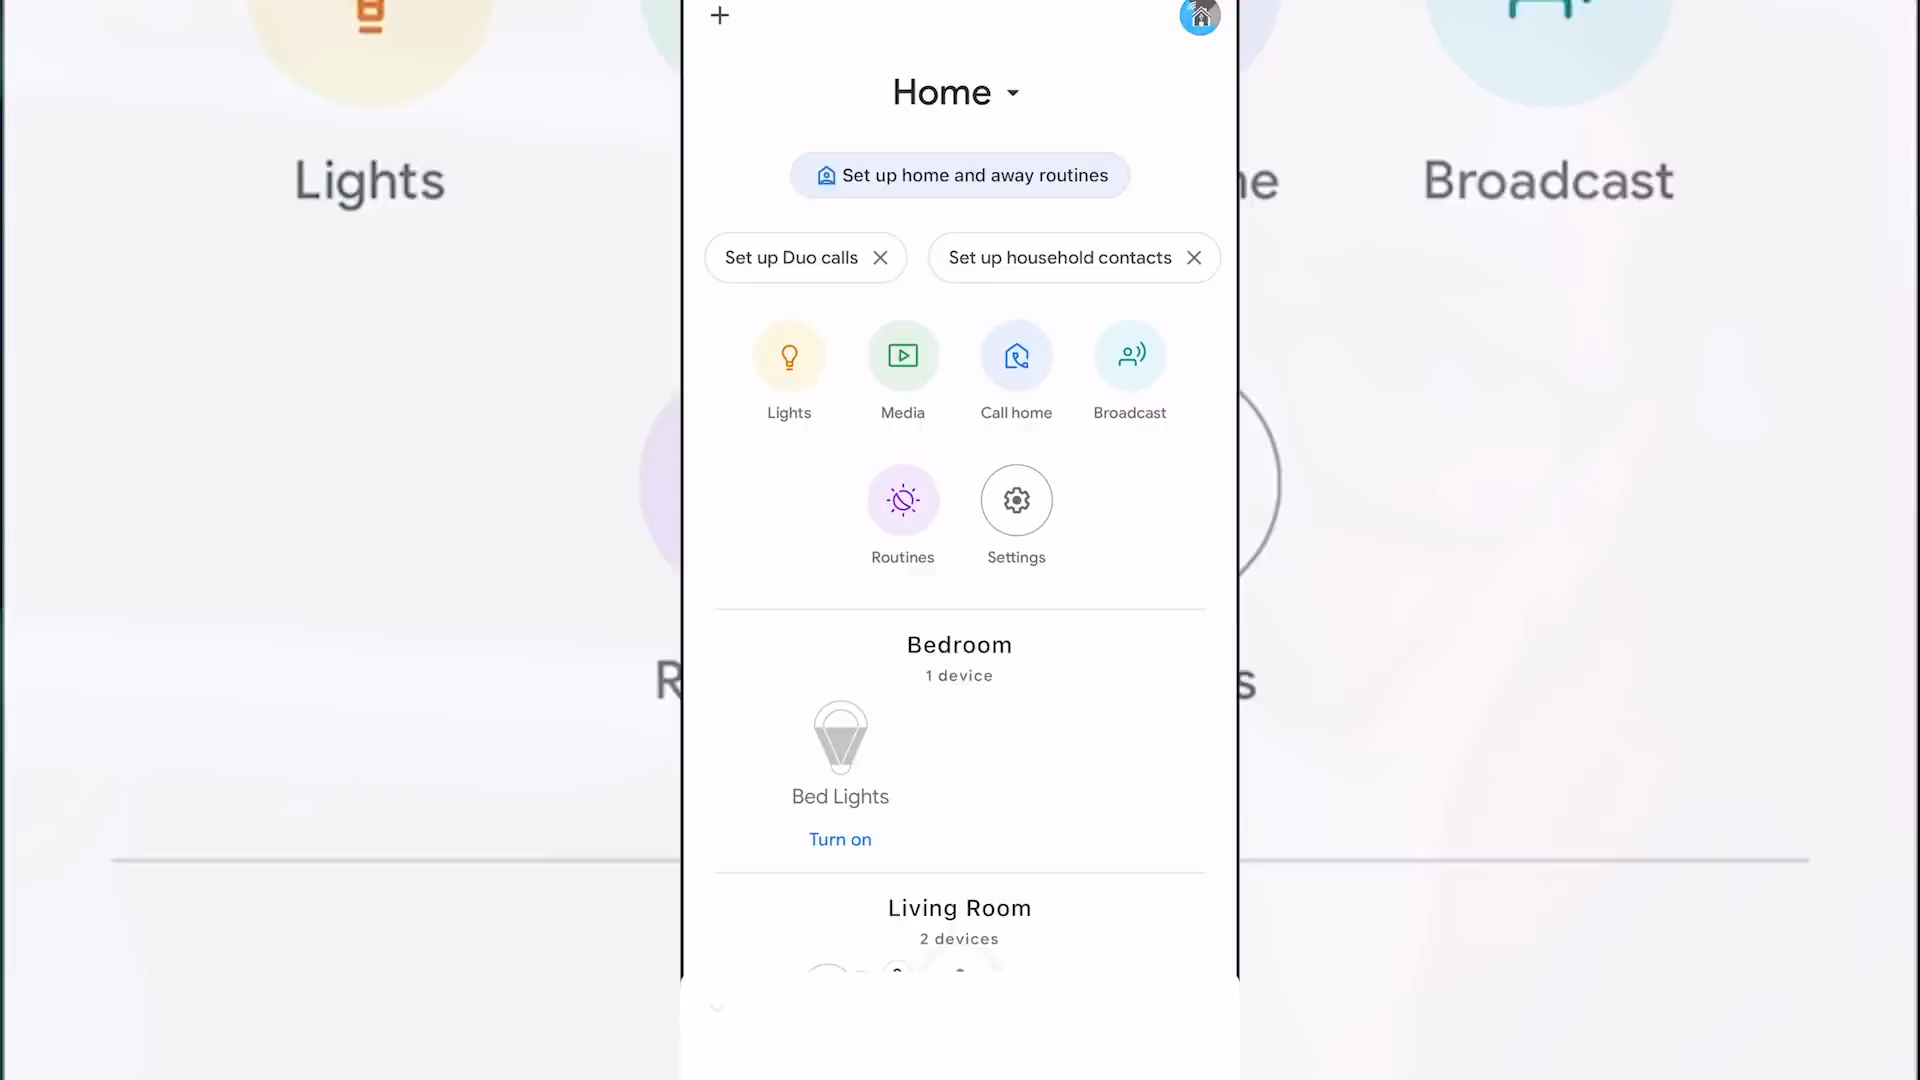 Home
Set up home and away routines
Set up Duo calls
Set up household contacts
Lights
Media
Call home
Broadcast
Routines
Settings
Bedroom
1 device
Bed Lights
Turn on
Living Room
2 devices
Lights
Broadcast